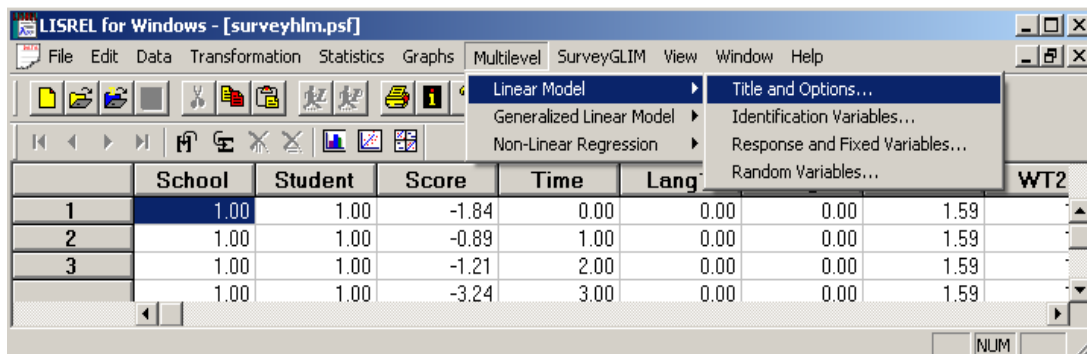 LISREL for Windows - [surveyhlm.psf]
File Edit Data Transformation Statistics Graphs Multilevel SurveyGLIM View Window Help
Linear Model
Generalized Linear Model
Non-Linear Regression
Title and Options...
Identification Variables...
Response and Fixed Variables...
Random Variables...
School Student Score Time Lang WT2
1 1.00 1.00 -1.84 0.00 0.00 0.00 1.59
2 1.00 1.00 -0.89 1.00 0.00 0.00 1.59
3 1.00 1.00 -1.21 2.00 0.00 0.00 1.59
1.00 1.00 -3.24 3.00 0.00 0.00 1.59
NUM